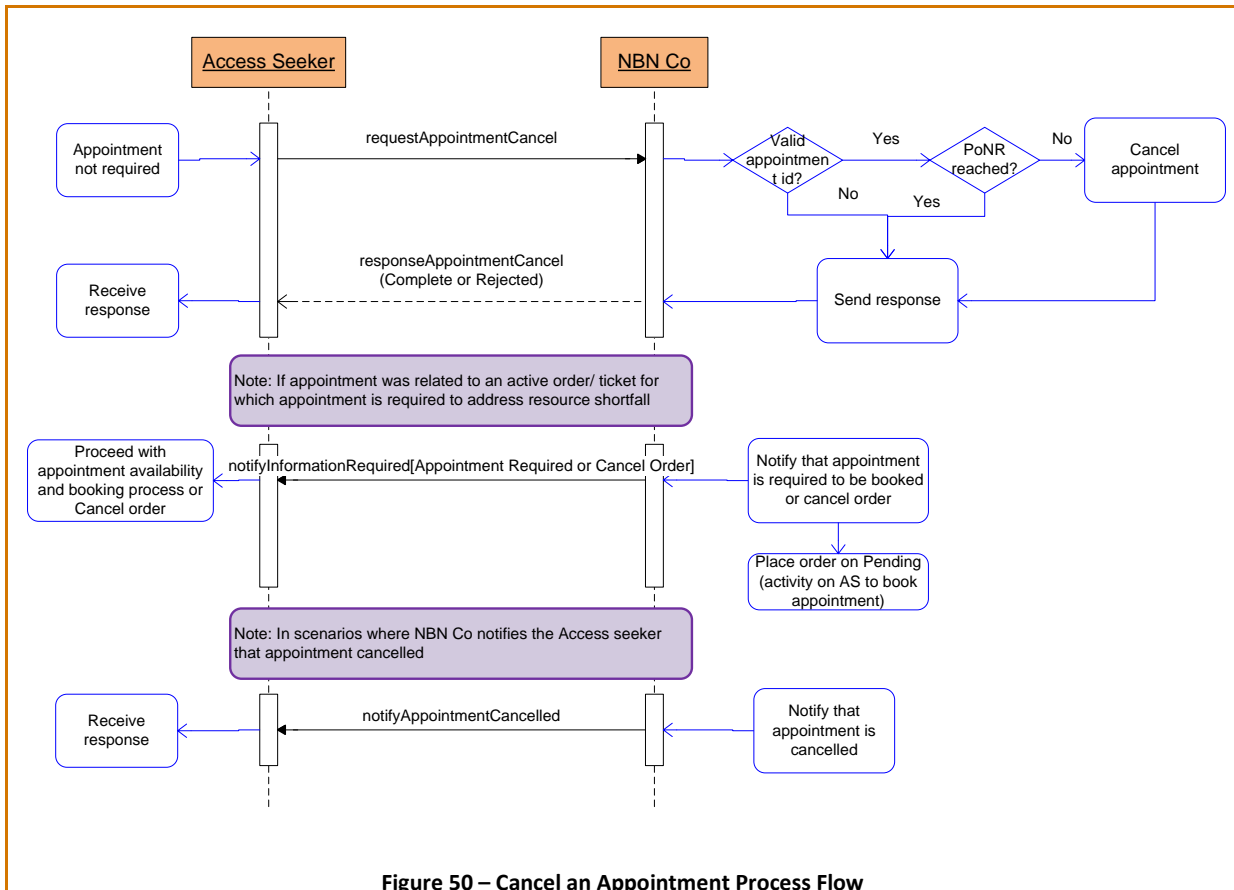 Access Seeker
NBN Co
Appointment
not required
requestAppointmentCancel
Valid
appointmen
t id?
Yes
PoNR
reached?
No
Cancel
appointment
No
Yes
responseAppointmentCancel
(Complete or Rejected)
Receive
response
Send response
Note: If appointment was related to an active order/ ticket for
which appointment is required to address resource shortfall
Proceed with
appointment availability
and booking process or
Cancel order
notifyInformationRequired[Appointment Required or Cancel Order]
Notify that appointment
is required to be booked
or cancel order
Place order on Pending
(activity on AS to book
appointment)
Note: In scenarios where NBN Co notifies the Access seeker
that appointment cancelled
Receive
response
notifyAppointmentCancelled
Notify that
appointment is
cancelled
Figure 50 – Cancel an Appointment Process Flow